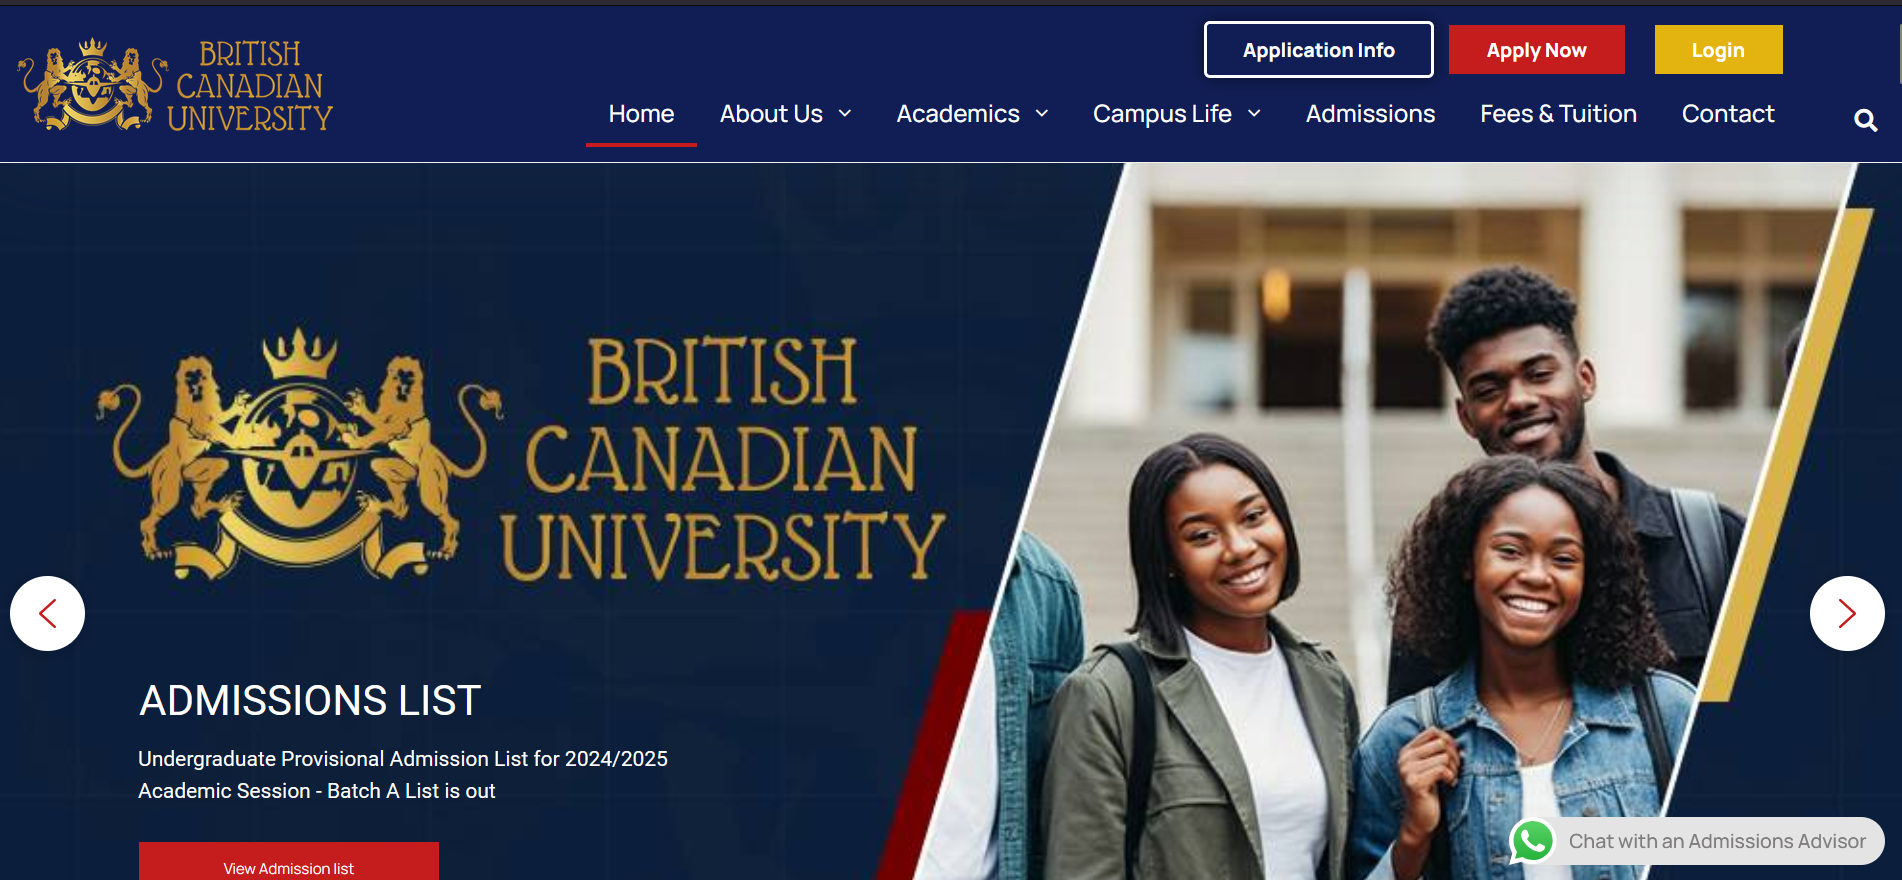 BRITISH
CANADIAN
UNIVERSITY
Application Info
Apply Now
Login
Home
About Us
Academics
Campus Life
Admissions
Fees & Tuition
Contact
BRITISH
CANADIAN
UNIVERSITY
ADMISSIONS LIST
Undergraduate Provisional Admission List for 2024/2025
Academic Session - Batch A List is out
View Admission list
Chat with an Admissions Advisor